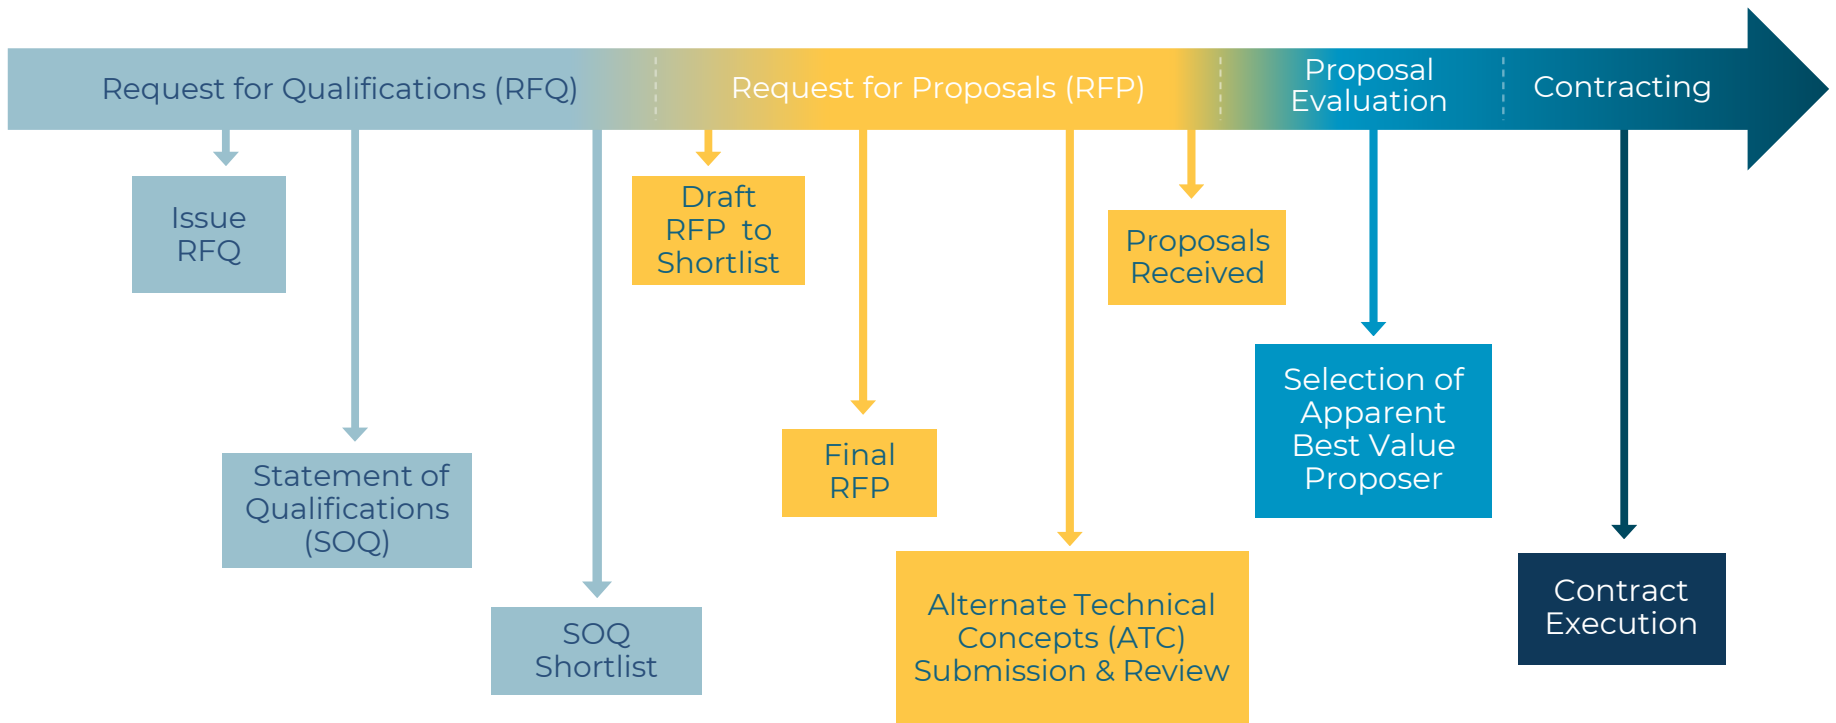 Request for Qualifications (RFQ)
Request for Proposals (RFP)
Proposal
Evaluation
Contracting
Issue
RFQ
Statement of
Qualifications
(SOQ)
SOQ
Shortlist
Draft
RFP to
Shortlist
Final
RFP
Alternate Technical
Concepts (ATC)
Submission & Review
Proposals
Received
Selection of
Apparent
Best Value
Proposer
Contract
Execution